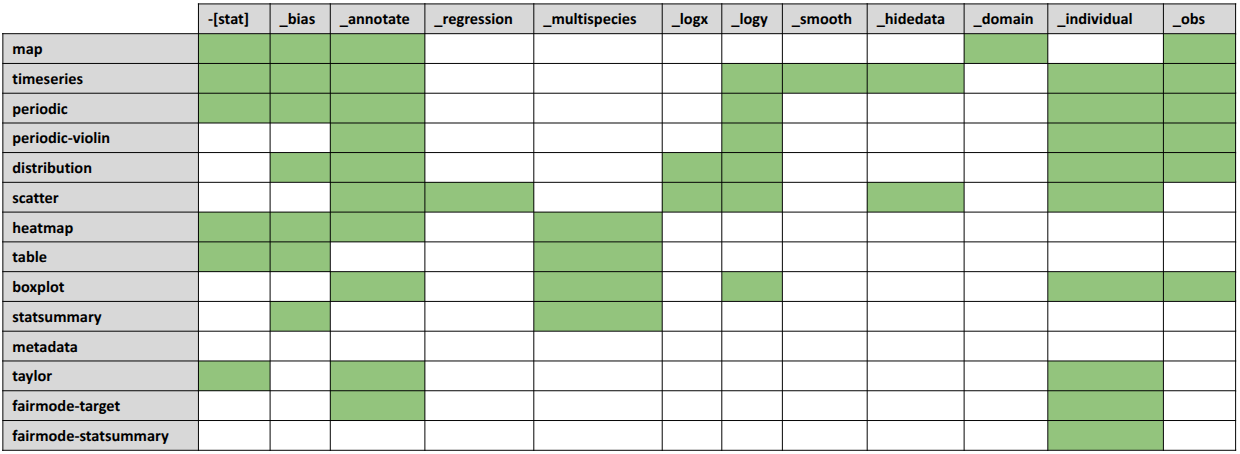 -[stat] _bias _annotate _regression _multispecies _logx _logy _smooth _hidedata _domain _individual _obs
map
timeseries
periodic
periodic-violin
distribution
scatter
heatmap
table
boxplot
statsummary
metadata
taylor
fairmode-target
fairmode-statsummary